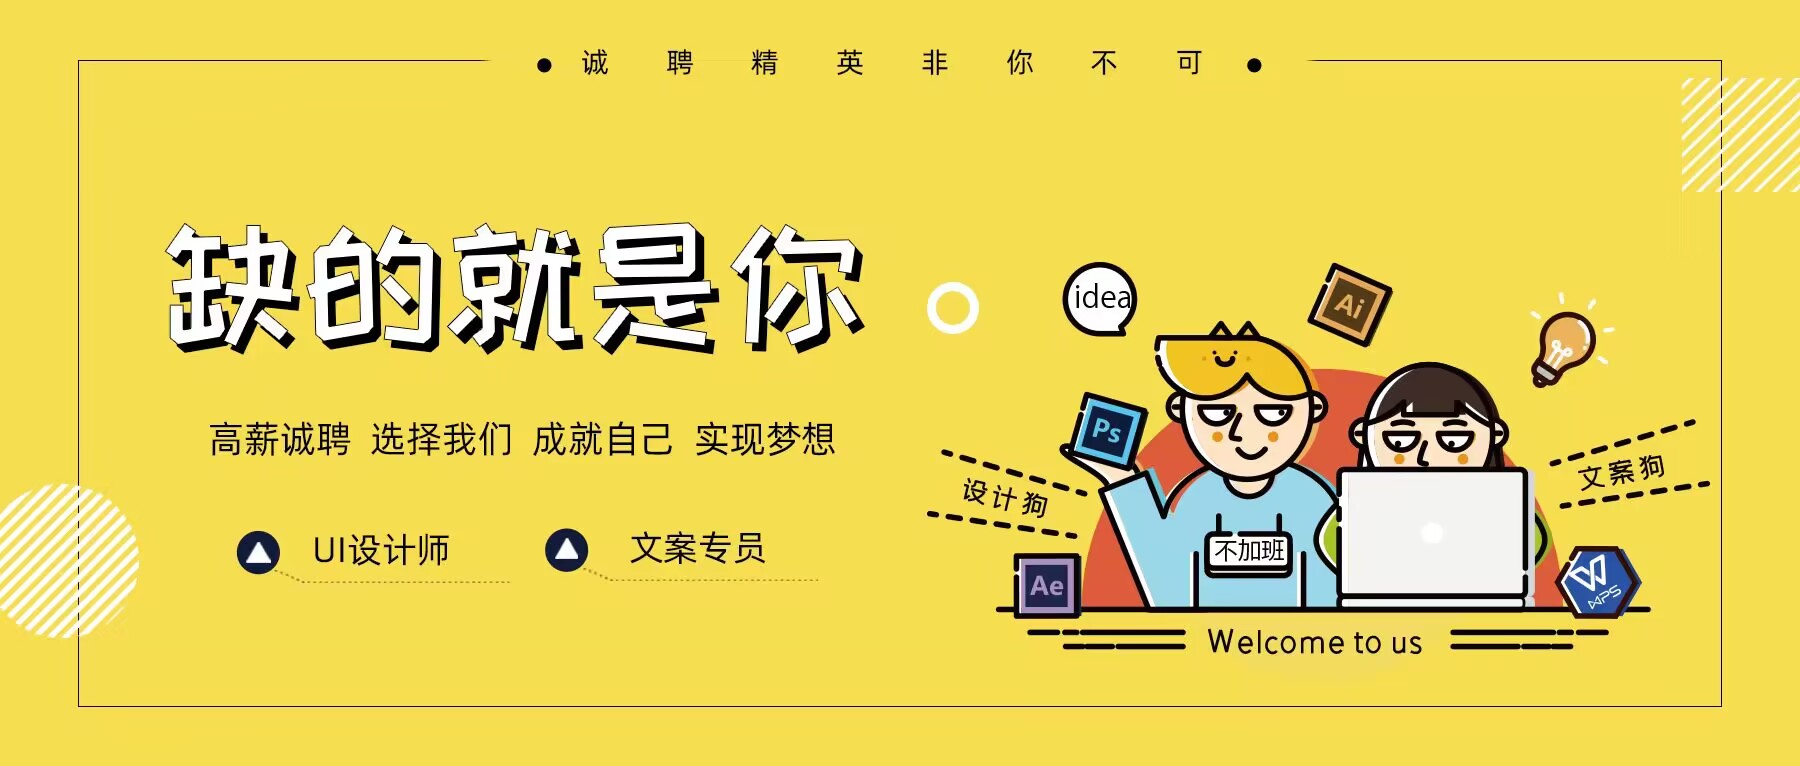 诚聘精英非你不可
缺的就是你
高薪诚聘 选择我们 成就自己 实现梦想
UI设计师
文案专员
idea
Ai
Ps
设计狗
文案狗
不加班
Ae
WPS
Welcome to us